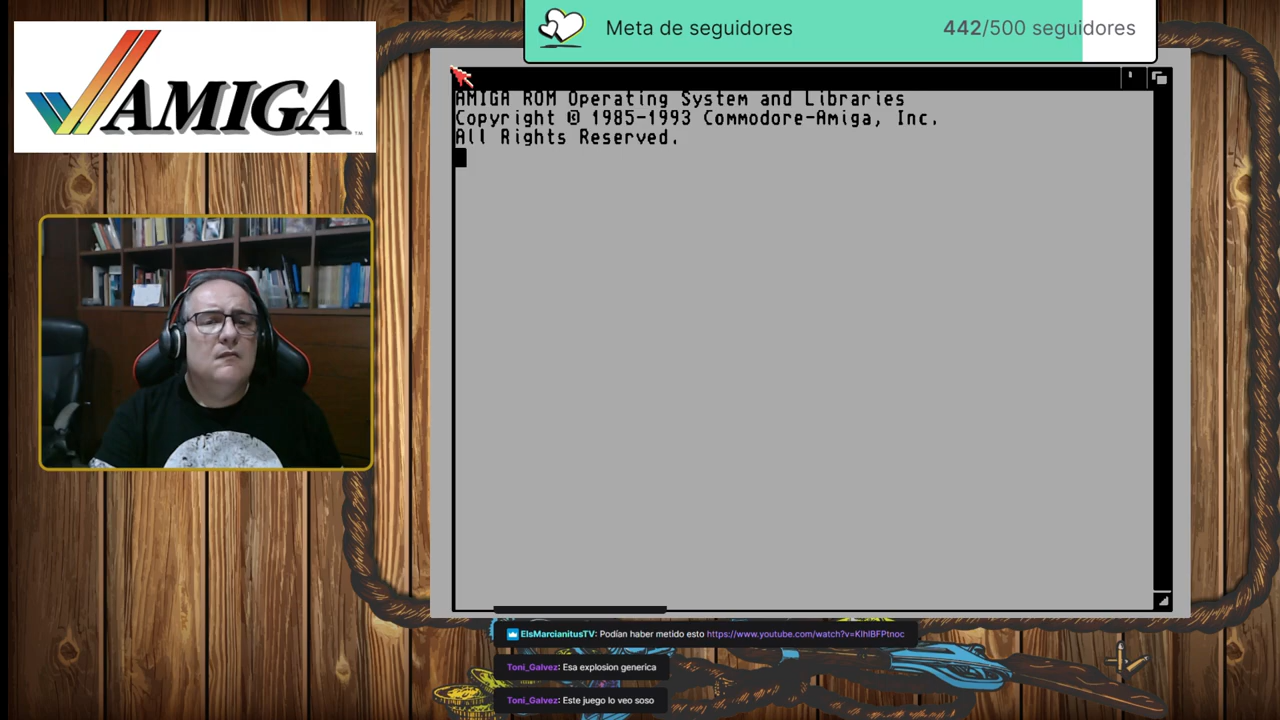 Meta de seguidores
442/500 seguidores
AMIGA
TM
AMIGA ROM Operating System and Libraries
Copyright © 1985-1993 Commodore-Amiga, Inc.
All Rights Reserved.
ElsMarcianitusTV: Podían haber metido esto https://www.youtube.com/watch?v=KIhIBFPtnoc
Toni_Galvez: Esa explosion generica
Toni_Galvez: Este juego lo veo soso